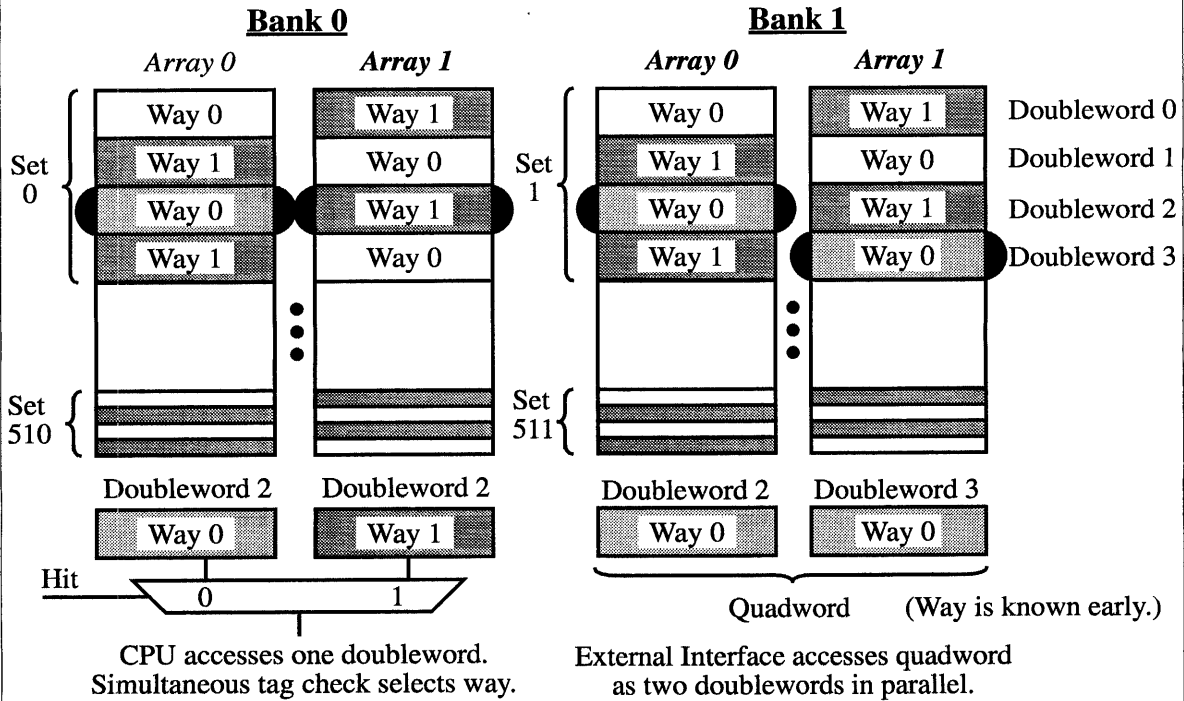 Bank 0 Bank 1
Array 0 Array 1 Array 0 Array 1
Way 0 Way 1 Way 0 Way 1 Doubleword 0
Set 0 Way 1 Way 0 Set 1 Way 1 Way 0 Doubleword 1
Way 0 Way 1 Way 0 Way 1 Doubleword 2
Way 1 Way 0 Way 1 Way 0 Doubleword 3
Set 510 Set 511
Doubleword 2 Doubleword 2 Doubleword 2 Doubleword 3
Way 0 Way 1 Way 0 Way 0
Hit 0 1
Quadword (Way is known early.)
CPU accesses one doubleword.
Simultaneous tag check selects way.
External Interface accesses quadword
as two doublewords in parallel.